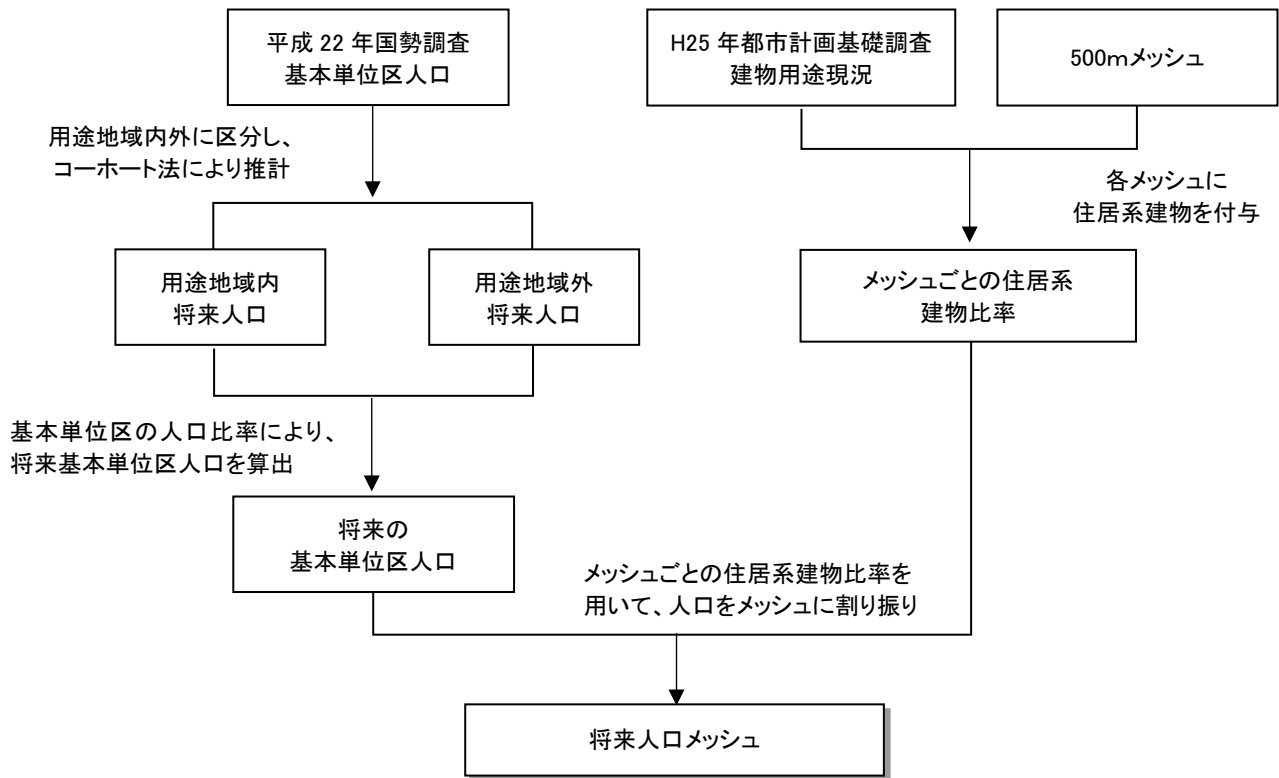 平成 22 年国勢調査
基本単位区人口
H25 年都市計画基礎調査
建物用途現況
500mメッシュ
用途地域内外に区分し、
コーホート法により推計
各メッシュに
住居系建物を付与
用途地域内
将来人口
用途地域外
将来人口
メッシュごとの住居系
建物比率
基本単位区の人口比率により、
将来基本単位区人口を算出
将来の
基本単位区人口
メッシュごとの住居系建物比率を
用いて、人口をメッシュに割り振り
将来人口メッシュ